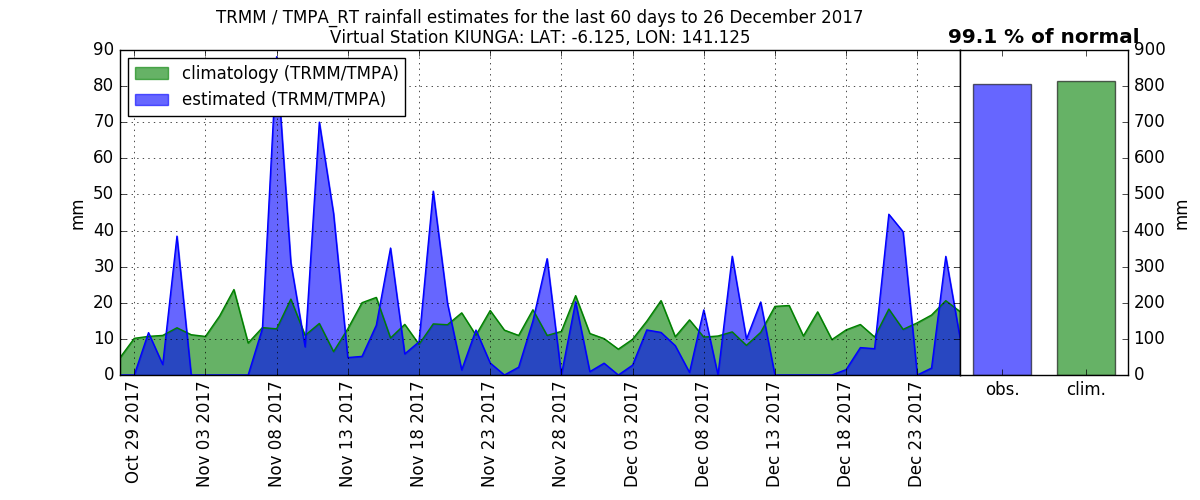 TRMM / TMPA_RT rainfall estimates for the last 60 days to 26 December 2017
Virtual Station KIUNGA: LAT: -6.125, LON: 141.125
99.1 % of normal
climatology (TRMM/TMPA)
estimated (TRMM/TMPA)
90
80
70
60
50
40
30
20
10
0
mm
900
800
700
600
500
400
300
200
100
0
mm
Oct 29 2017
Nov 03 2017
Nov 08 2017
Nov 13 2017
Nov 18 2017
Nov 23 2017
Nov 28 2017
Dec 03 2017
Dec 08 2017
Dec 13 2017
Dec 18 2017
Dec 23 2017
obs.
clim.